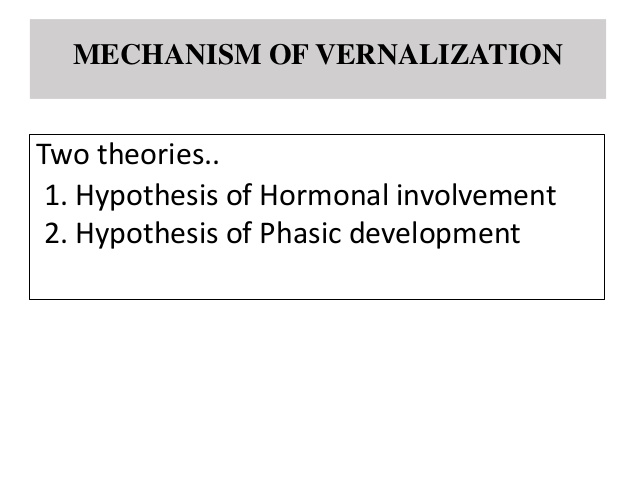 MECHANISM OF VERNALIZATION
Two theories..
1. Hypothesis of Hormonal involvement
2. Hypothesis of Phasic development